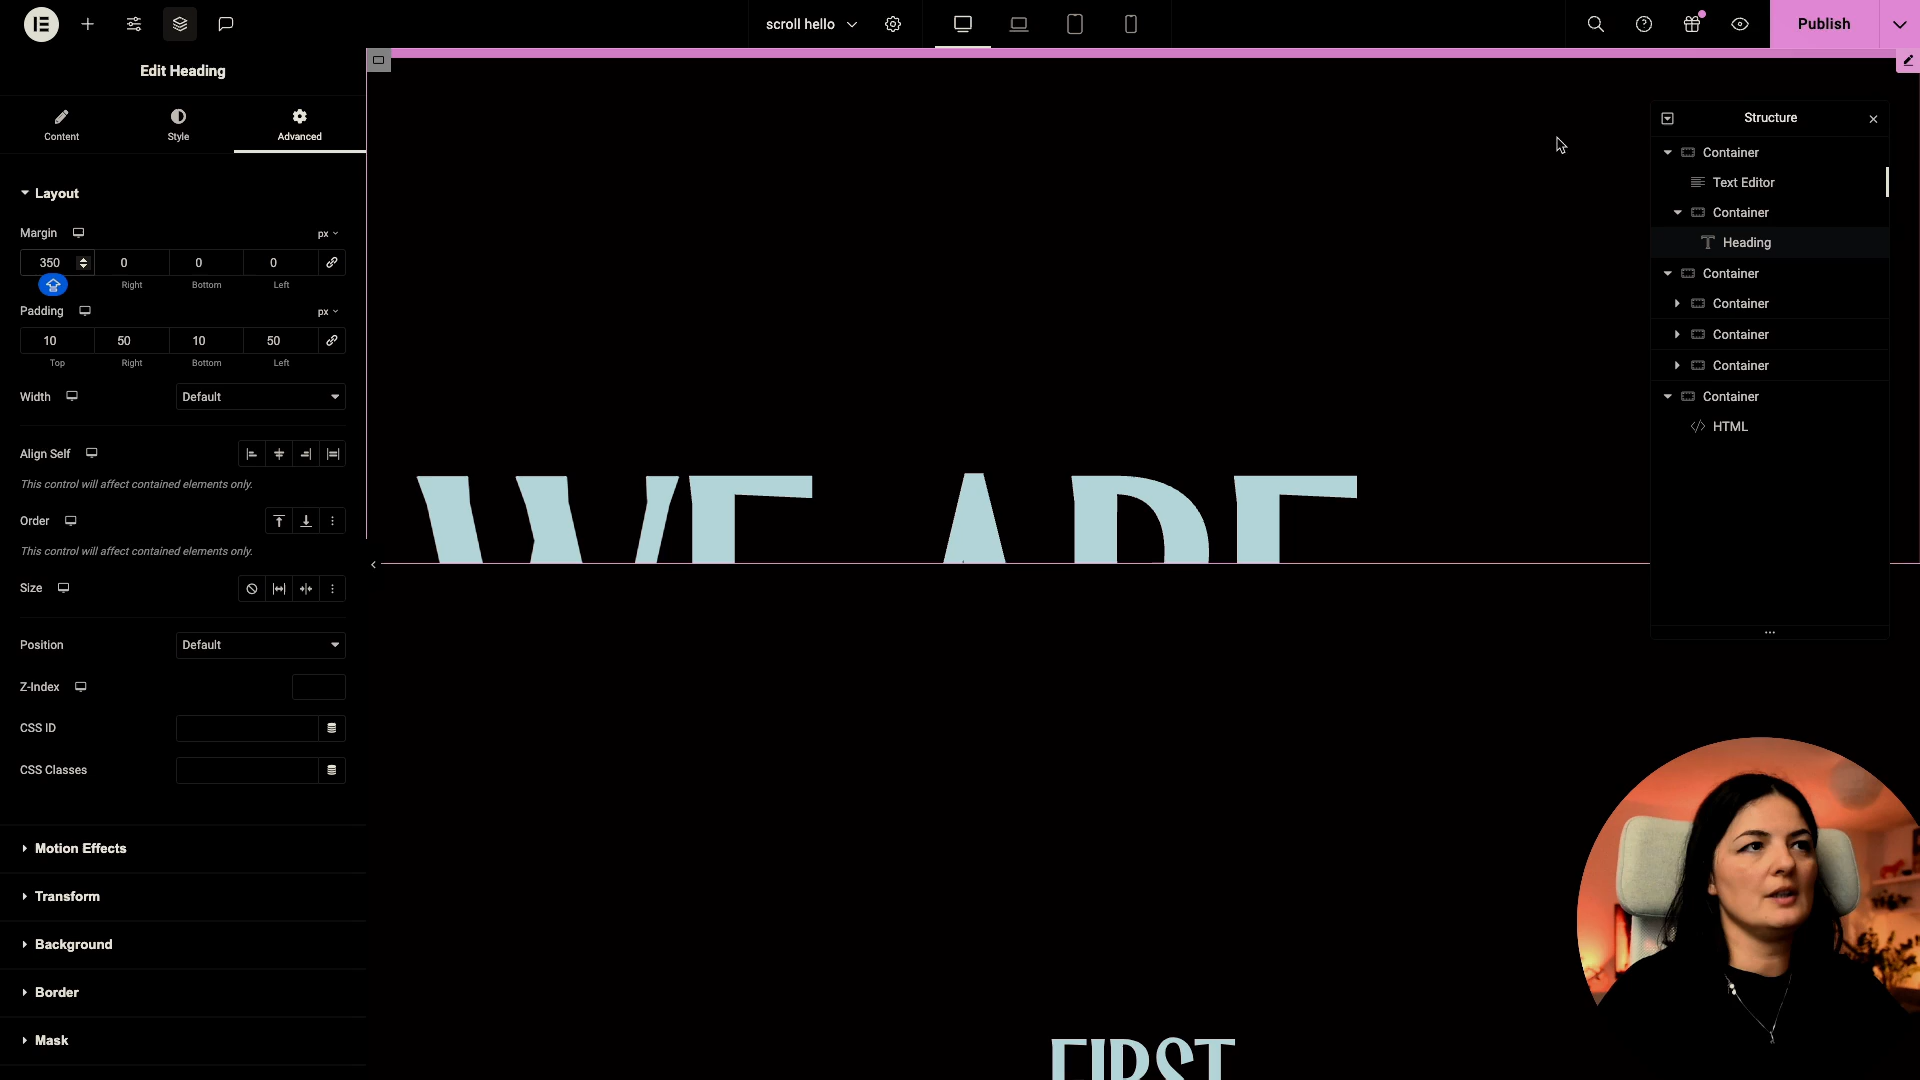 scroll hello
Publish
Edit Heading
Content
Style
Advanced
Layout
Margin
px
350
0
0
0
Right
Bottom
Left
Padding
px
10
50
10
50
Top
Right
Bottom
Left
Width
Default
Align Self
This control will affect contained elements only.
Order
This control will affect contained elements only.
Size
Position
Default
Z-Index
CSS ID
CSS Classes
Motion Effects
Transform
Background
Border
Mask
WE ARE
FIRST
Structure
Container
Text Editor
Container
Heading
Container
Container
Container
Container
Container
HTML